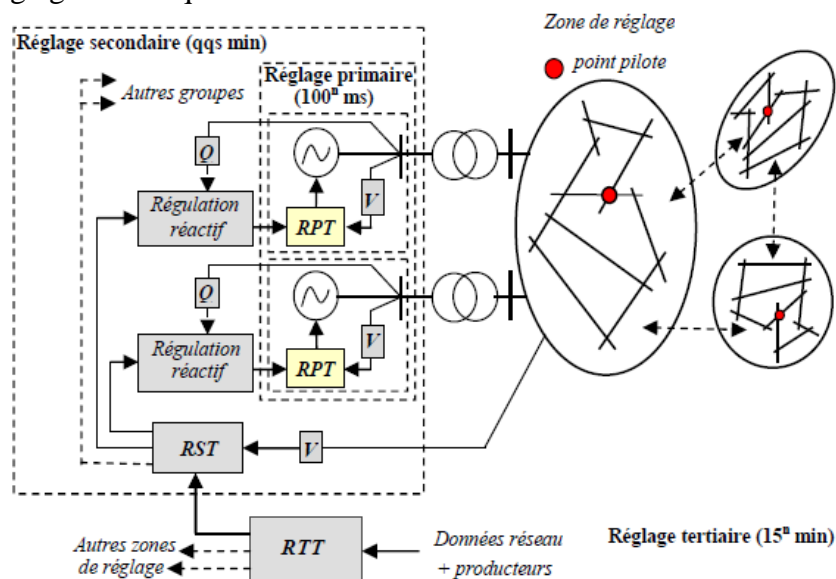 Réglage secondaire (qqs min)
Autres groupes
Réglage primaire
(100ⁿ ms)
Zone de réglage
point pilote
Q
V
Régulation
réactif
RPT
Q
V
Régulation
réactif
RPT
RST
V
RTT
Autres zones
de réglage
Données réseau
+ producteurs
Réglage tertiaire (15ⁿ min)